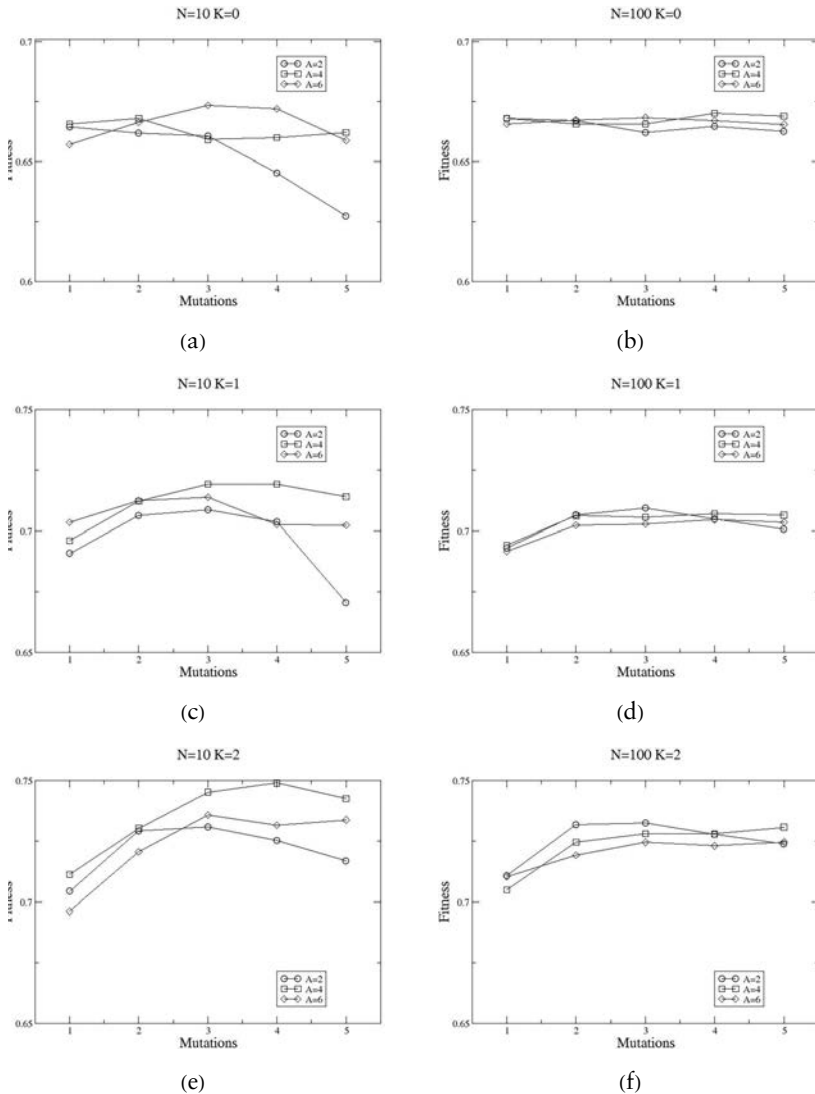 N=10 K=0
0.7
0.65
0.6
A=2
A=4
A=6
1 2 3 4 5
Mutations
(a)
N=100 K=0
0.7
0.65
0.6
Fitness
A=2
A=4
A=6
1 2 3 4 5
Mutations
(b)
N=10 K=1
0.75
0.7
0.65
A=2
A=4
A=6
1 2 3 4 5
Mutations
(c)
N=100 K=1
0.75
0.7
0.65
Fitness
A=2
A=4
A=6
1 2 3 4 5
Mutations
(d)
N=10 K=2
0.75
0.7
0.65
A=2
A=4
A=6
1 2 3 4 5
Mutations
(e)
N=100 K=2
0.75
0.7
0.65
Fitness
A=2
A=4
A=6
1 2 3 4 5
Mutations
(f)